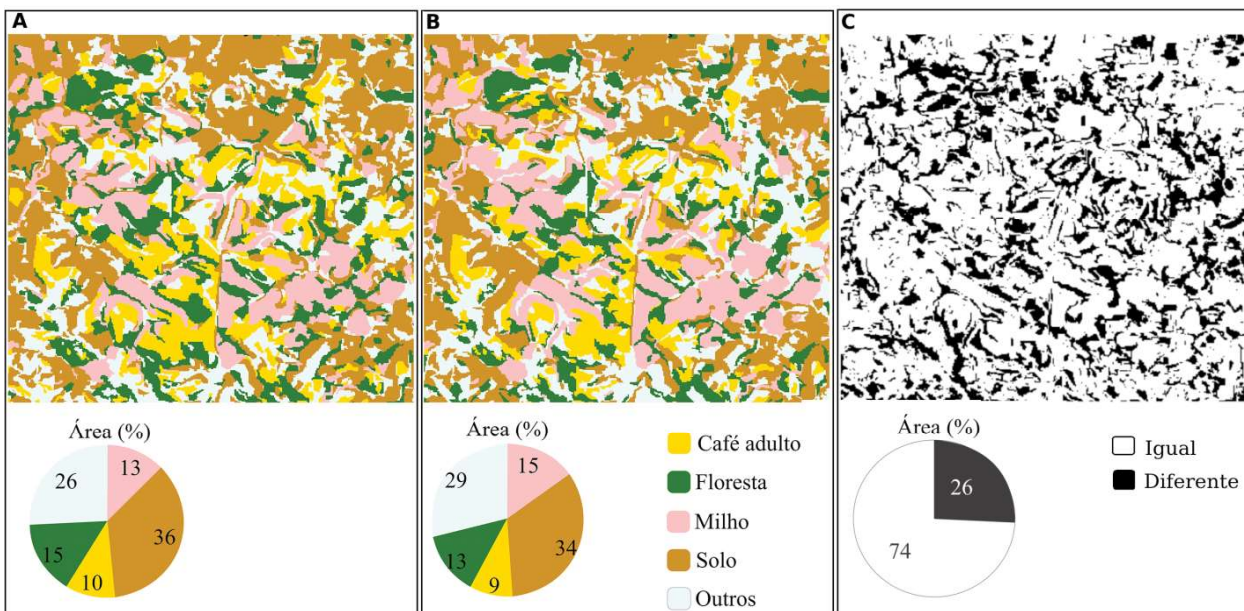 A
Área (%)
26
13
36
15
10
B
Área (%)
29
15
34
13
9
Café adulto
Floresta
Milho
Solo
Outros
C
Área (%)
26
74
Igual
Diferente